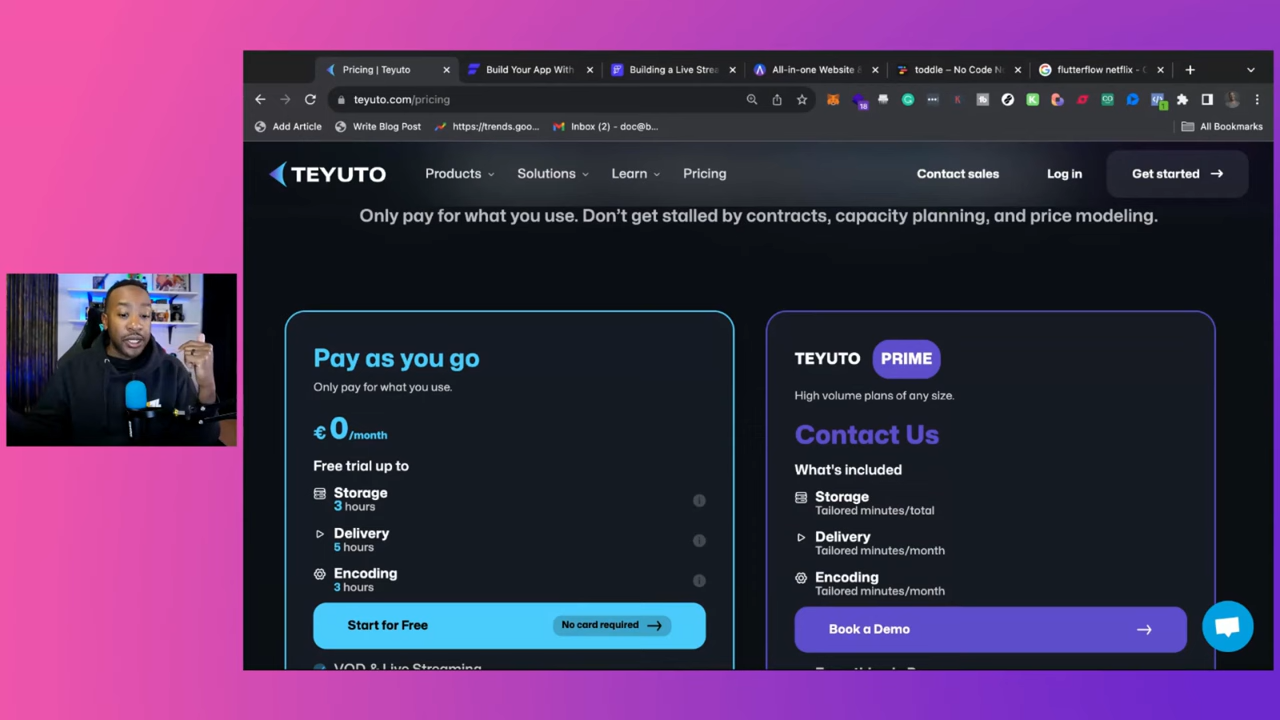 Pricing | Teyuto
Build Your App With
Building a Live Strea
All-in-one Website
toddle – No Code N
flutterflow netflix -
teyuto.com/pricing
18
1
Add Article
Write Blog Post
https://trends.goo...
Inbox (2) - doc@b...
All Bookmarks
TEYUTO
Products
Solutions
Learn
Pricing
Contact sales
Log in
Get started
Only pay for what you use. Don't get stalled by contracts, capacity planning, and price modeling.
Pay as you go
Only pay for what you use.
€ 0 /month
Free trial up to
Storage
3 hours
Delivery
5 hours
Encoding
3 hours
Start for Free
No card required
VOD & Live Streaming
TEYUTO PRIME
High volume plans of any size.
Contact Us
What's included
Storage
Tailored minutes/total
Delivery
Tailored minutes/month
Encoding
Tailored minutes/month
Book a Demo